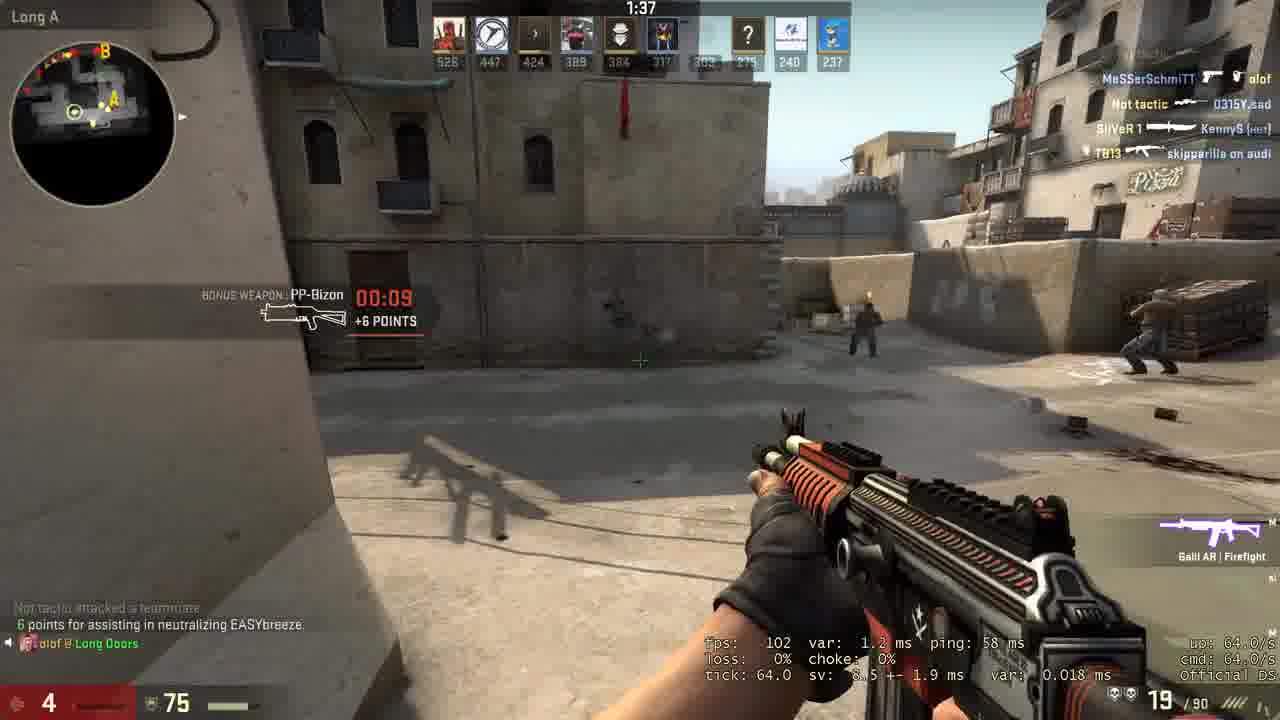 Long A
1:37
B
A
? 
526 447 424 389 384 317 303 275 240 237
MeSSerSchmiTT olof
Not tactic 0315Y.sad
SliVeR 1 KennyS
TB13 skipparilla on audi
Pizza
BONUS WEAPON: PP-Bizon 00:09
+6 POINTS
Galil AR | Firefight
Not tactic attacked a teammate
6 points for assisting in neutralizing EASYbreeze.
olof @ Long Doors
fps: 102 var: 1.2 ms ping: 58 ms up: 64.0/s
loss: 0% choke: 0% cmd: 64.0/s
tick: 64.0 sv: 6.5 +- 1.9 ms var: 0.018 ms Official DS
4 75 19 / 90